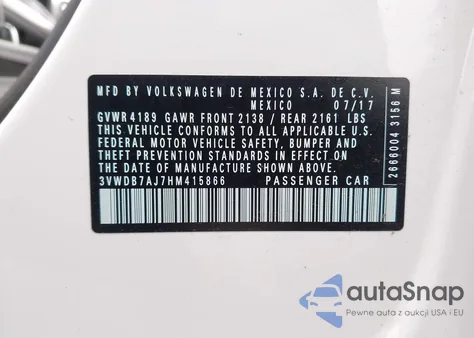 MFD BY VOLKSWAGEN DE MEXICO S.A. DE C.V.
MEXICO 07/17
GVWR 4189 GAWR FRONT 2138 / REAR 2161 LBS
THIS VEHICLE CONFORMS TO ALL APPLICABLE U.S.
FEDERAL MOTOR VEHICLE SAFETY, BUMPER AND
THEFT PREVENTION STANDARDS IN EFFECT ON
THE DATE OF MANUFACTURE SHOWN ABOVE.
3VWDB7AJ7HM415866 PASSENGER CAR
2666004 3156 M
autaSnap
Pewne auta z aukcji USA i EU